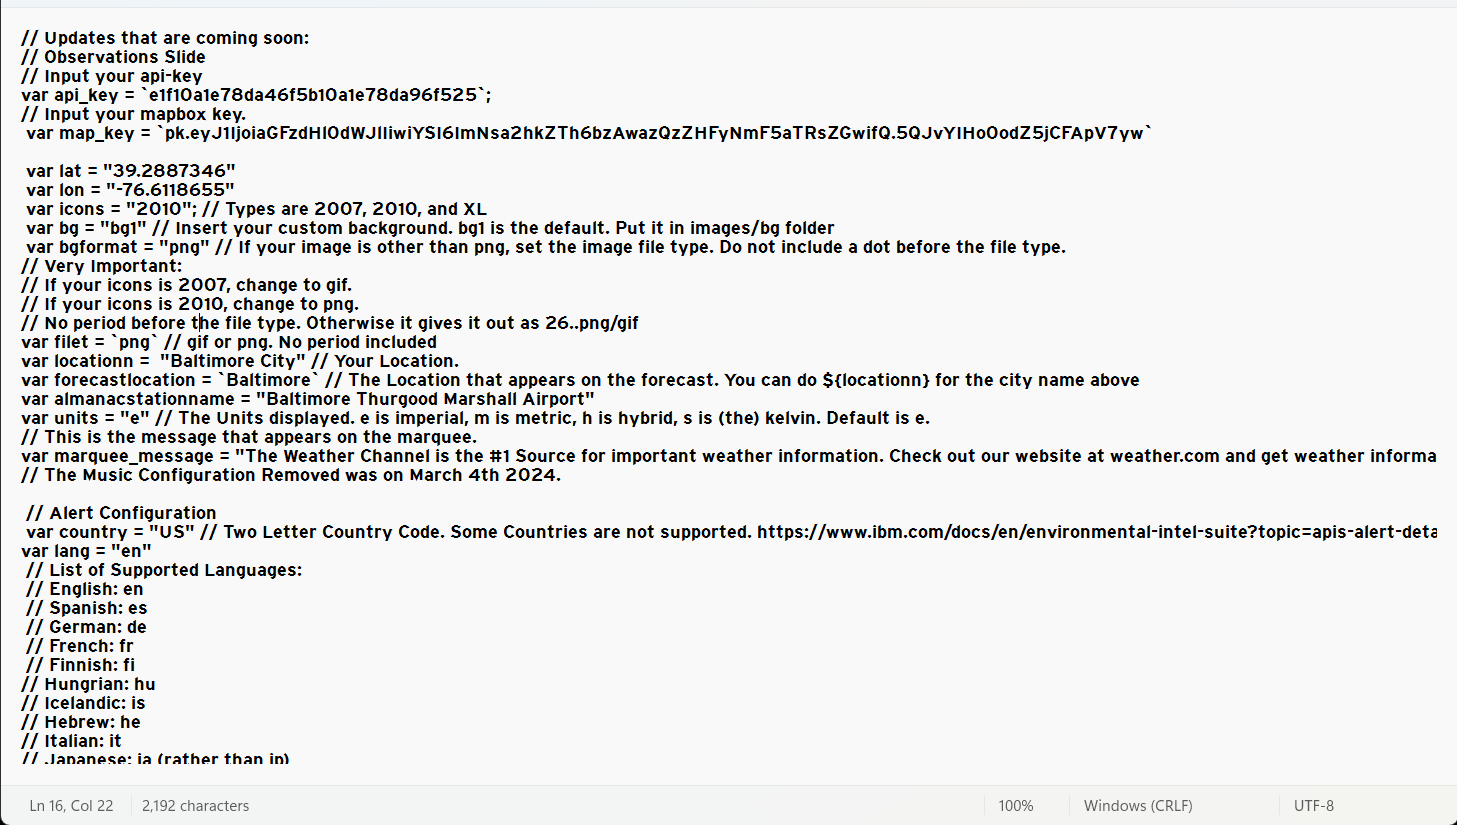 // Updates that are coming soon:
// Observations Slide
// Input your api-key
var api_key = `e1f10a1e78da46f5b10a1e78da96f525`;
// Input your mapbox key.
var map_key =
var lat = "39.2887346"
var lon = "-76.6118655"
var icons = "2010"; // Types are 2007, 2010, and XL
var bg = "bg1" // Insert your custom background. bg1 is the default. Put it in images/bg folder
var bgformat = "png" // If your image is other than png, set the image file type. Do not include a dot before the file type.
// Very Important:
// If your icons is 2007, change to gif.
// If your icons is 2010, change to png.
// No period before the file type. Otherwise it gives it out as 26..png/gif
var filet = `png` // gif or png. No period included
var locationn =  "Baltimore City" // Your Location.
var forecastlocation = `Baltimore` // The Location that appears on the forecast. You can do ${locationn} for the city name above
var almanacstationname = "Baltimore Thurgood Marshall Airport"
var units = "e" // The Units displayed. e is imperial, m is metric, h is hybrid, s is (the) kelvin. Default is e.
// This is the message that appears on the marquee.
var marquee_message = "The Weather Channel is the #1 Source for important weather information. Check out our website at weather.com and get weather informa
// The Music Configuration Removed was on March 4th 2024.
// Alert Configuration
var country = "US" // Two Letter Country Code. Some Countries are not supported. https://www.ibm.com/docs/en/environmental-intel-suite?topic=apis-alert-deta
var lang = "en"
// List of Supported Languages:
// English: en
// Spanish: es
// German: de
// French: fr
// Finnish: fi
// Hungrian: hu
// Icelandic: is
// Hebrew: he
// Italian: it
// Japanese: ja (rather than jp)
Ln 16, Col 22
2,192 characters
100%
Windows (CRLF)
UTF-8